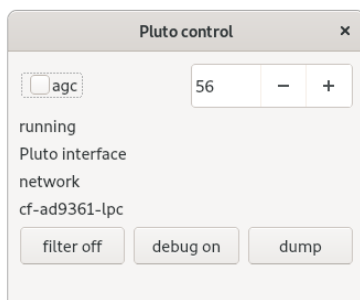 Pluto control ×
agc 56 − +
running
Pluto interface
network
cf-ad9361-lpc
filter off debug on dump